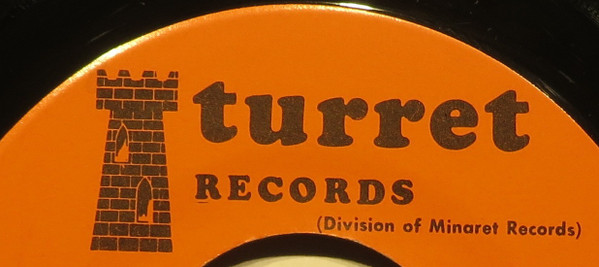 turret
RECORDS
(Division of Minaret Records)